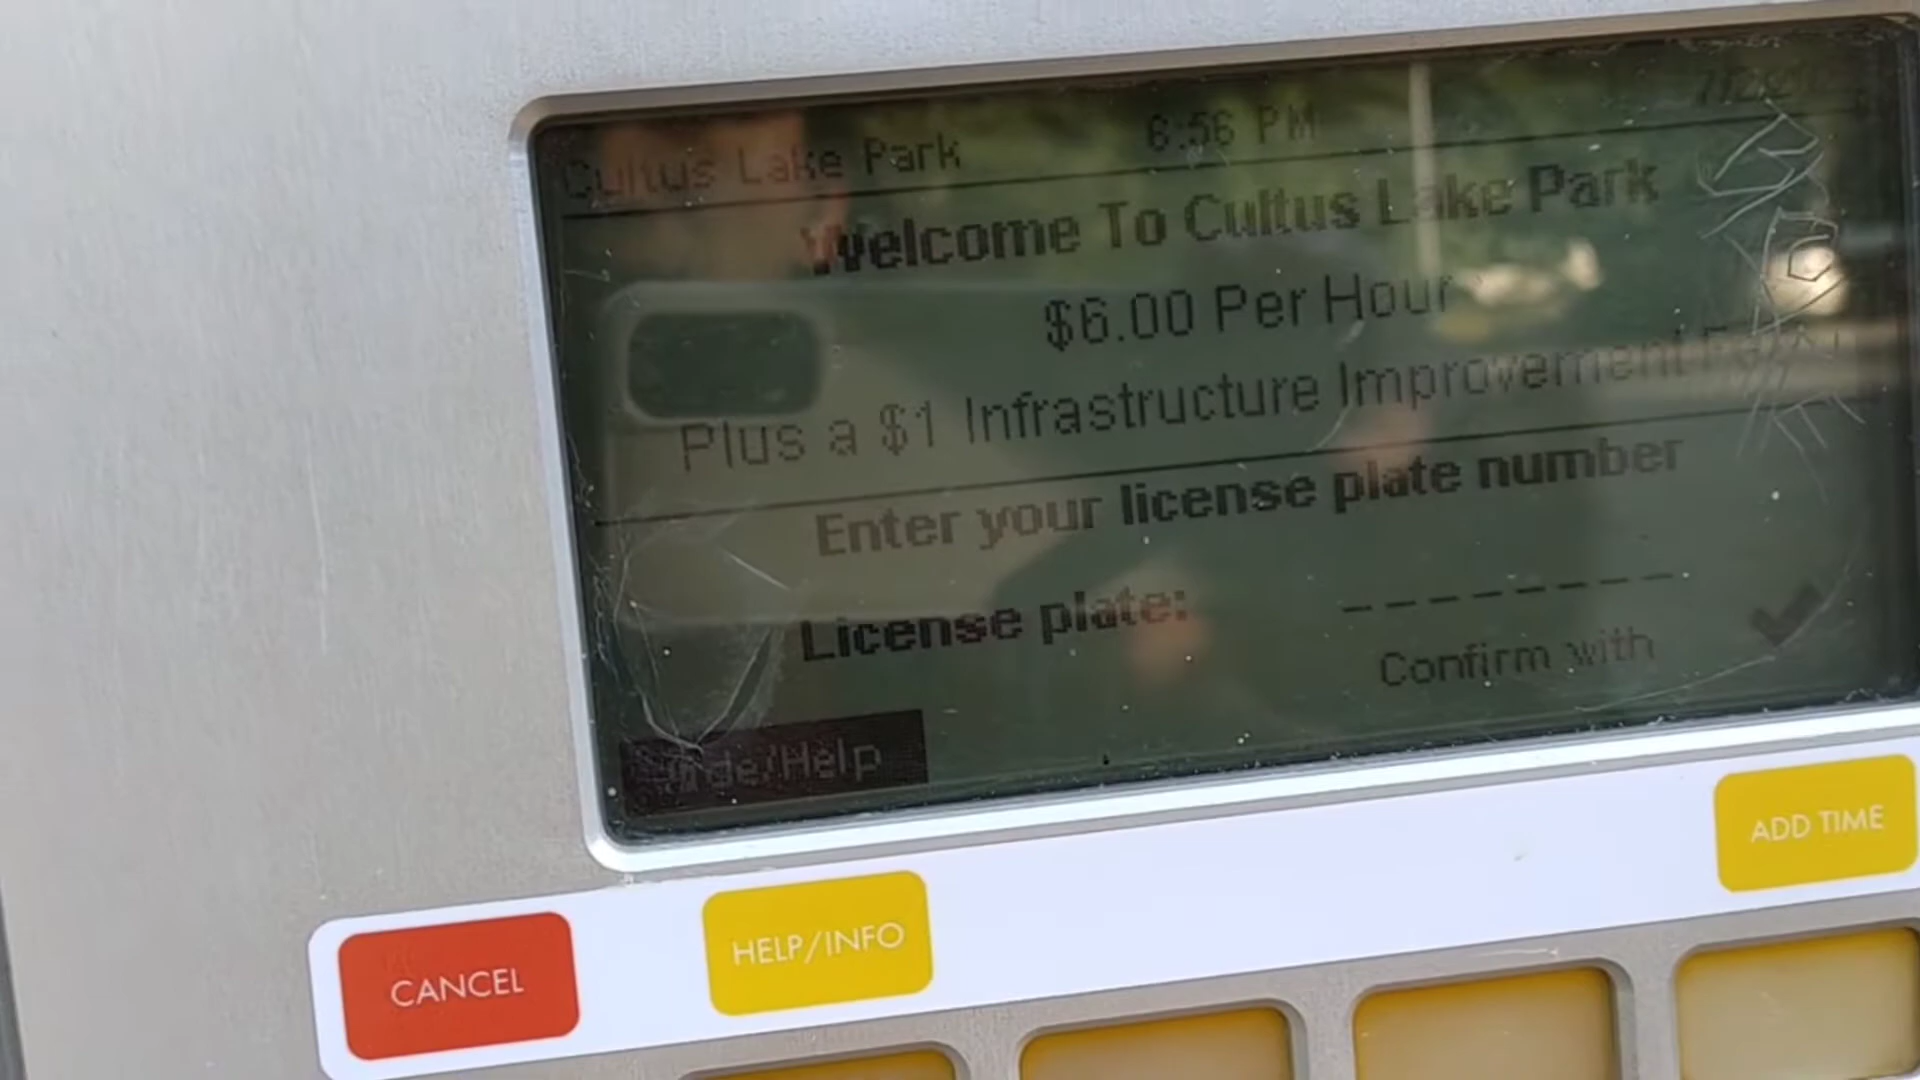 Cultus Lake Park 6:56 PM
Welcome To Cultus Lake Park
$6.00 Per Hour
Plus a $1 Infrastructure Improvement
Enter your license plate number
License plate: --------
Confirm with
/Help
CANCEL
HELP/INFO
ADD TIME